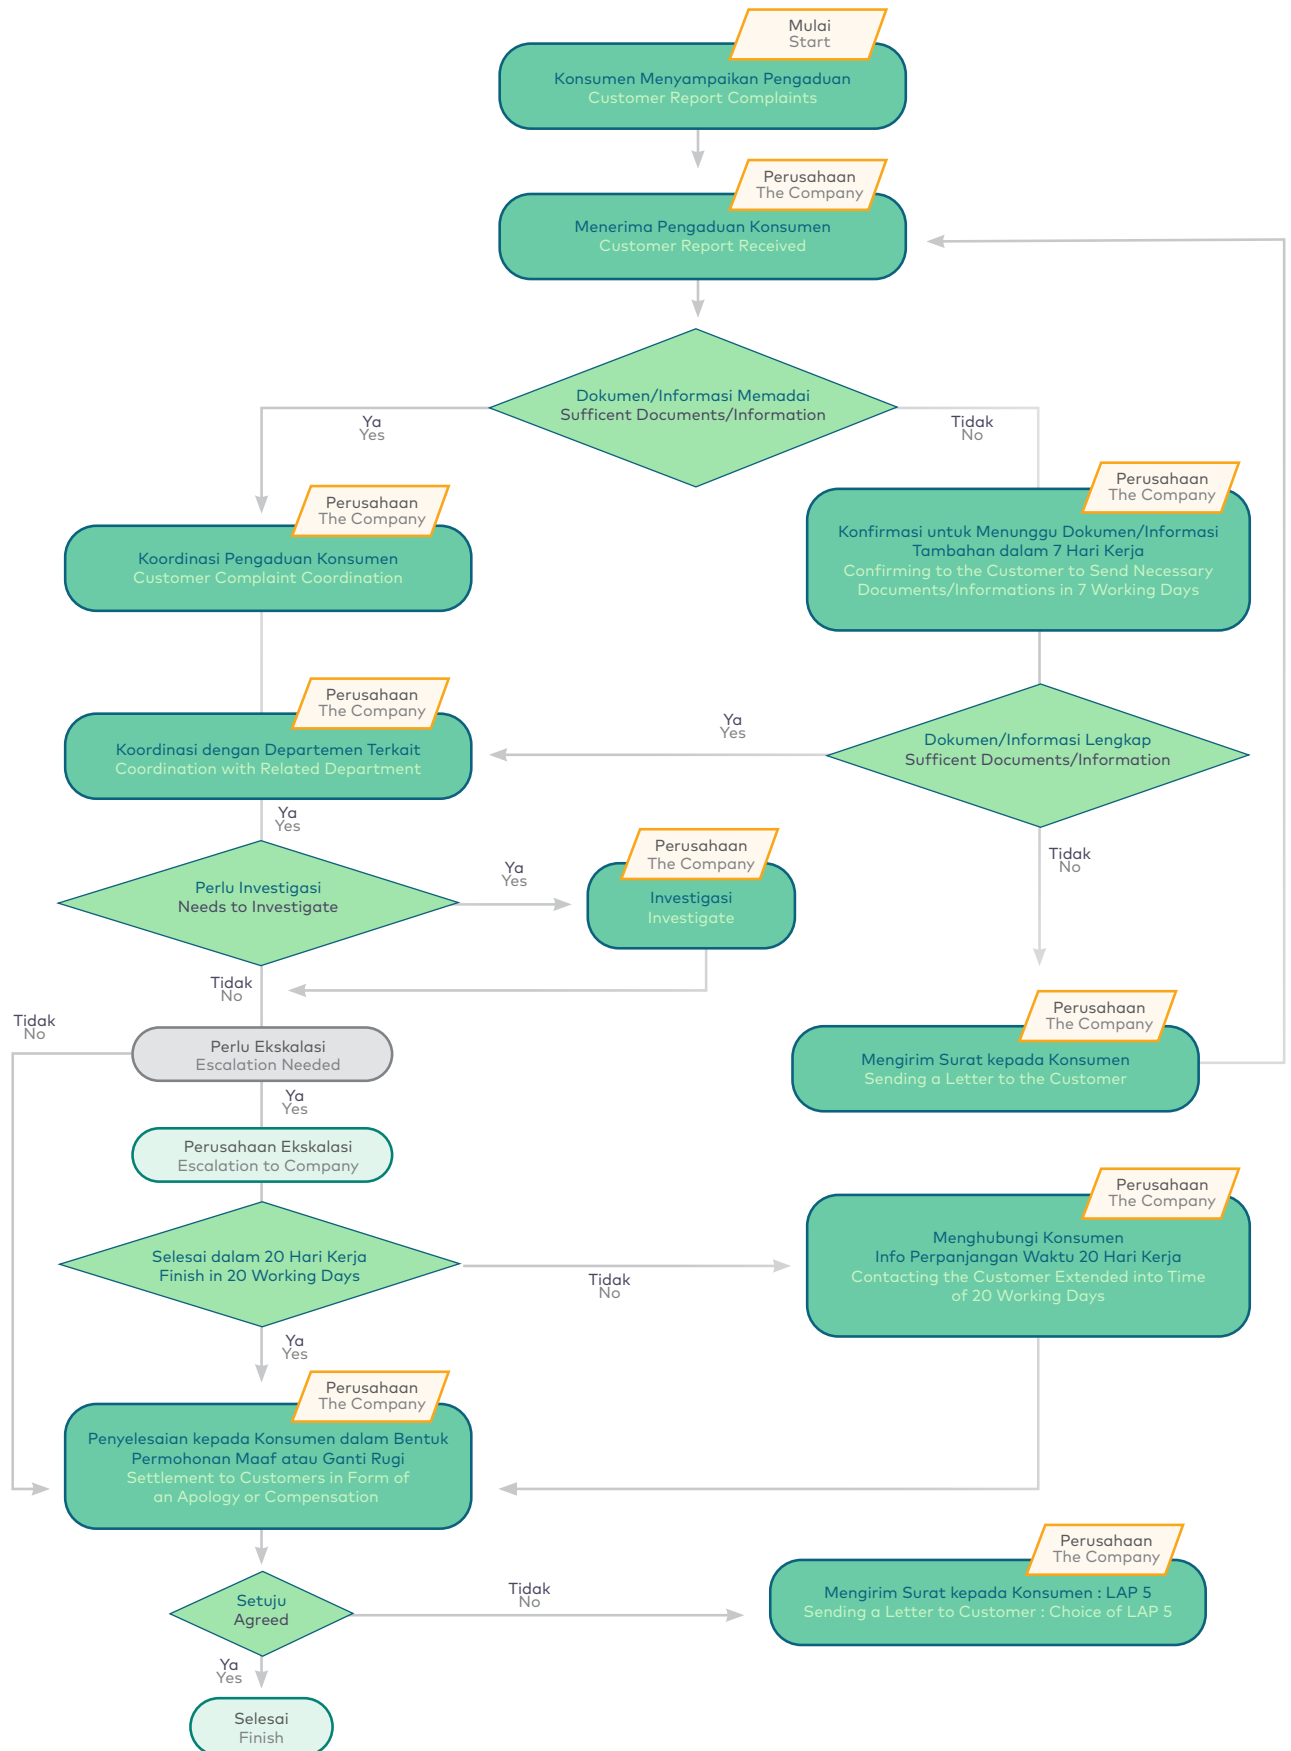 Mulai
Start
Konsumen Menyampaikan Pengaduan
Customer Report Complaints
Perusahaan
The Company
Menerima Pengaduan Konsumen
Customer Report Received
Dokumen/Informasi Memadai
Sufficent Documents/Information
Ya
Yes
Tidak
No
Perusahaan
The Company
Koordinasi Pengaduan Konsumen
Customer Complaint Coordination
Perusahaan
The Company
Konfirmasi untuk Menunggu Dokumen/Informasi
Tambahan dalam 7 Hari Kerja
Confirming to the Customer to Send Necessary
Documents/Informations in 7 Working Days
Perusahaan
The Company
Koordinasi dengan Departemen Terkait
Coordination with Related Department
Ya
Yes
Dokumen/Informasi Lengkap
Sufficent Documents/Information
Ya
Yes
Perlu Investigasi
Needs to Investigate
Ya
Yes
Perusahaan
The Company
Investigasi
Investigate
Tidak
No
Tidak
No
Tidak
No
Perlu Ekskalasi
Escalation Needed
Perusahaan
The Company
Mengirim Surat kepada Konsumen
Sending a Letter to the Customer
Ya
Yes
Perusahaan Ekskalasi
Escalation to Company
Selesai dalam 20 Hari Kerja
Finish in 20 Working Days
Tidak
No
Perusahaan
The Company
Menghubungi Konsumen
Info Perpanjangan Waktu 20 Hari Kerja
Contacting the Customer Extended into Time
of 20 Working Days
Ya
Yes
Perusahaan
The Company
Penyelesaian kepada Konsumen dalam Bentuk
Permohonan Maaf atau Ganti Rugi
Settlement to Customers in Form of
an Apology or Compensation
Setuju
Agreed
Tidak
No
Perusahaan
The Company
Mengirim Surat kepada Konsumen : LAP 5
Sending a Letter to Customer : Choice of LAP 5
Ya
Yes
Selesai
Finish